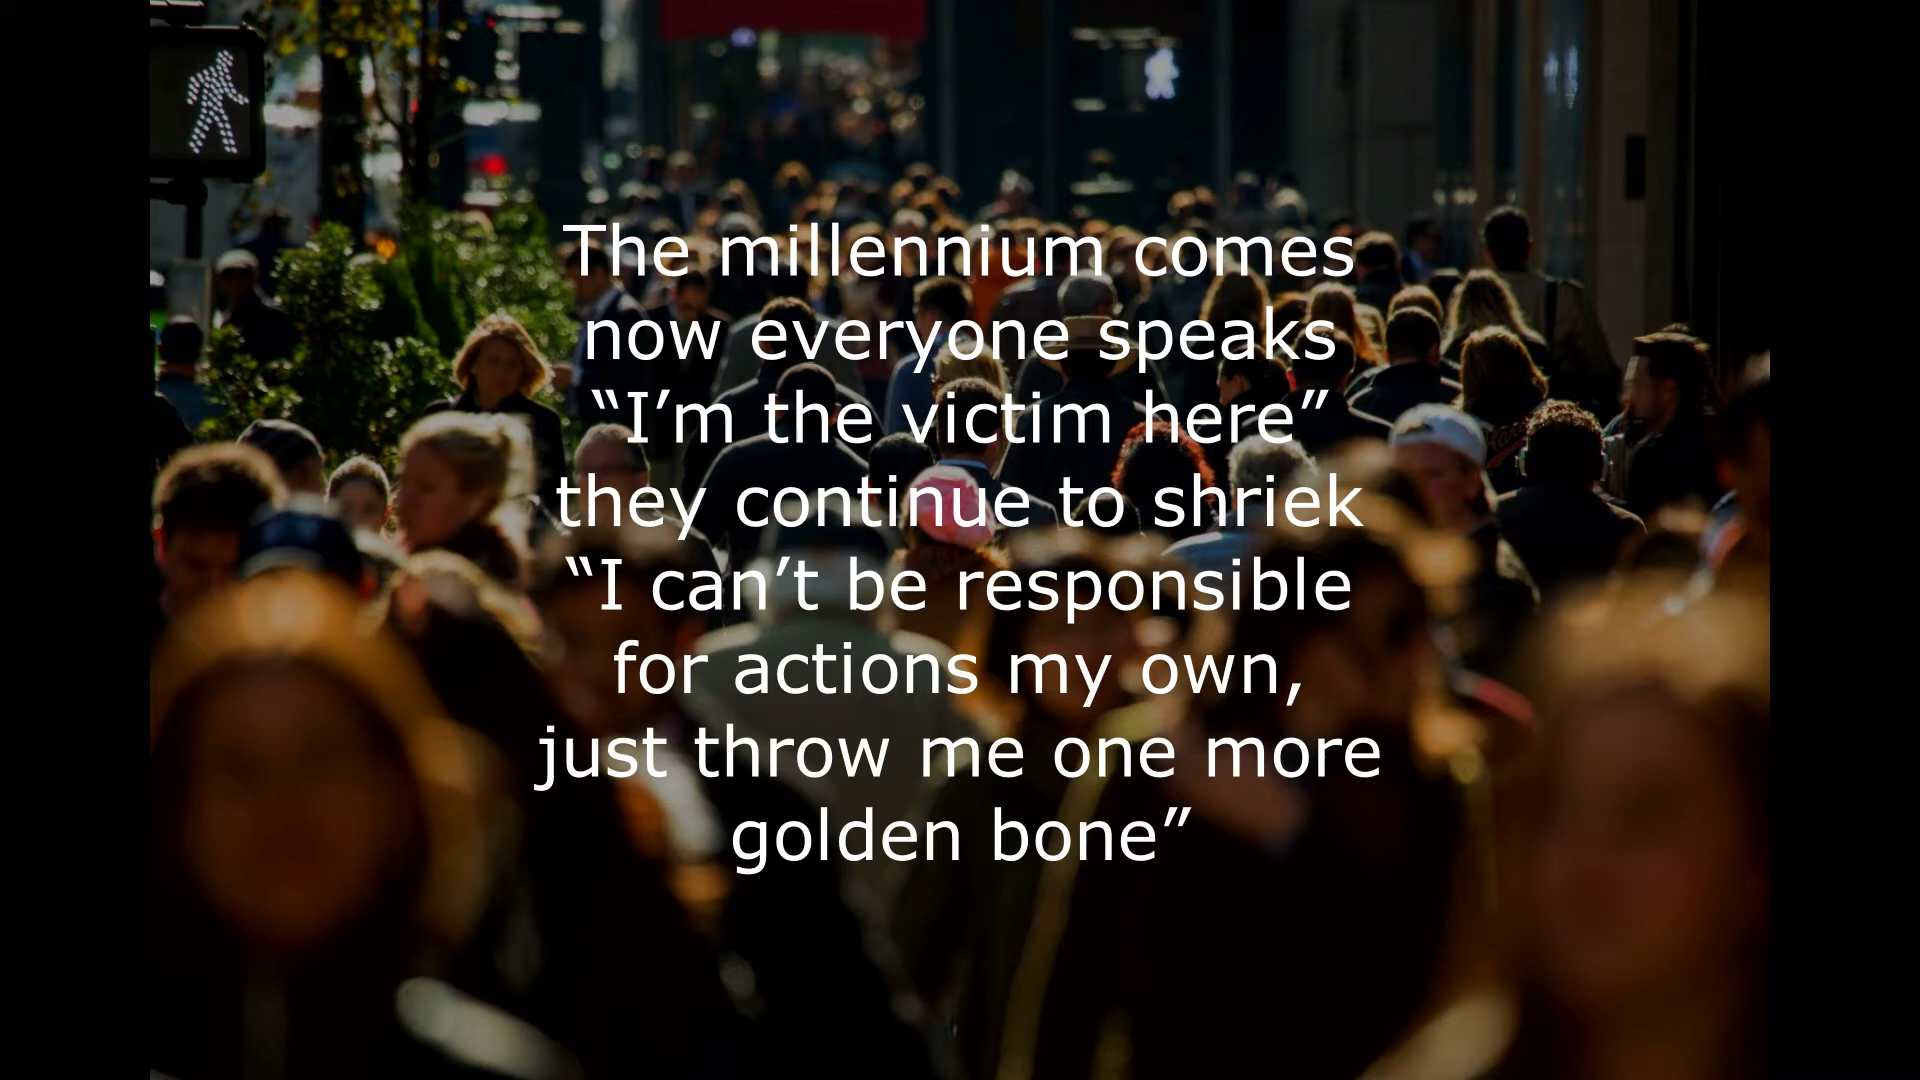 The millennium comes
now everyone speaks
“I’m the victim here”
they continue to shriek
“I can’t be responsible
for actions my own,
just throw me one more
golden bone”